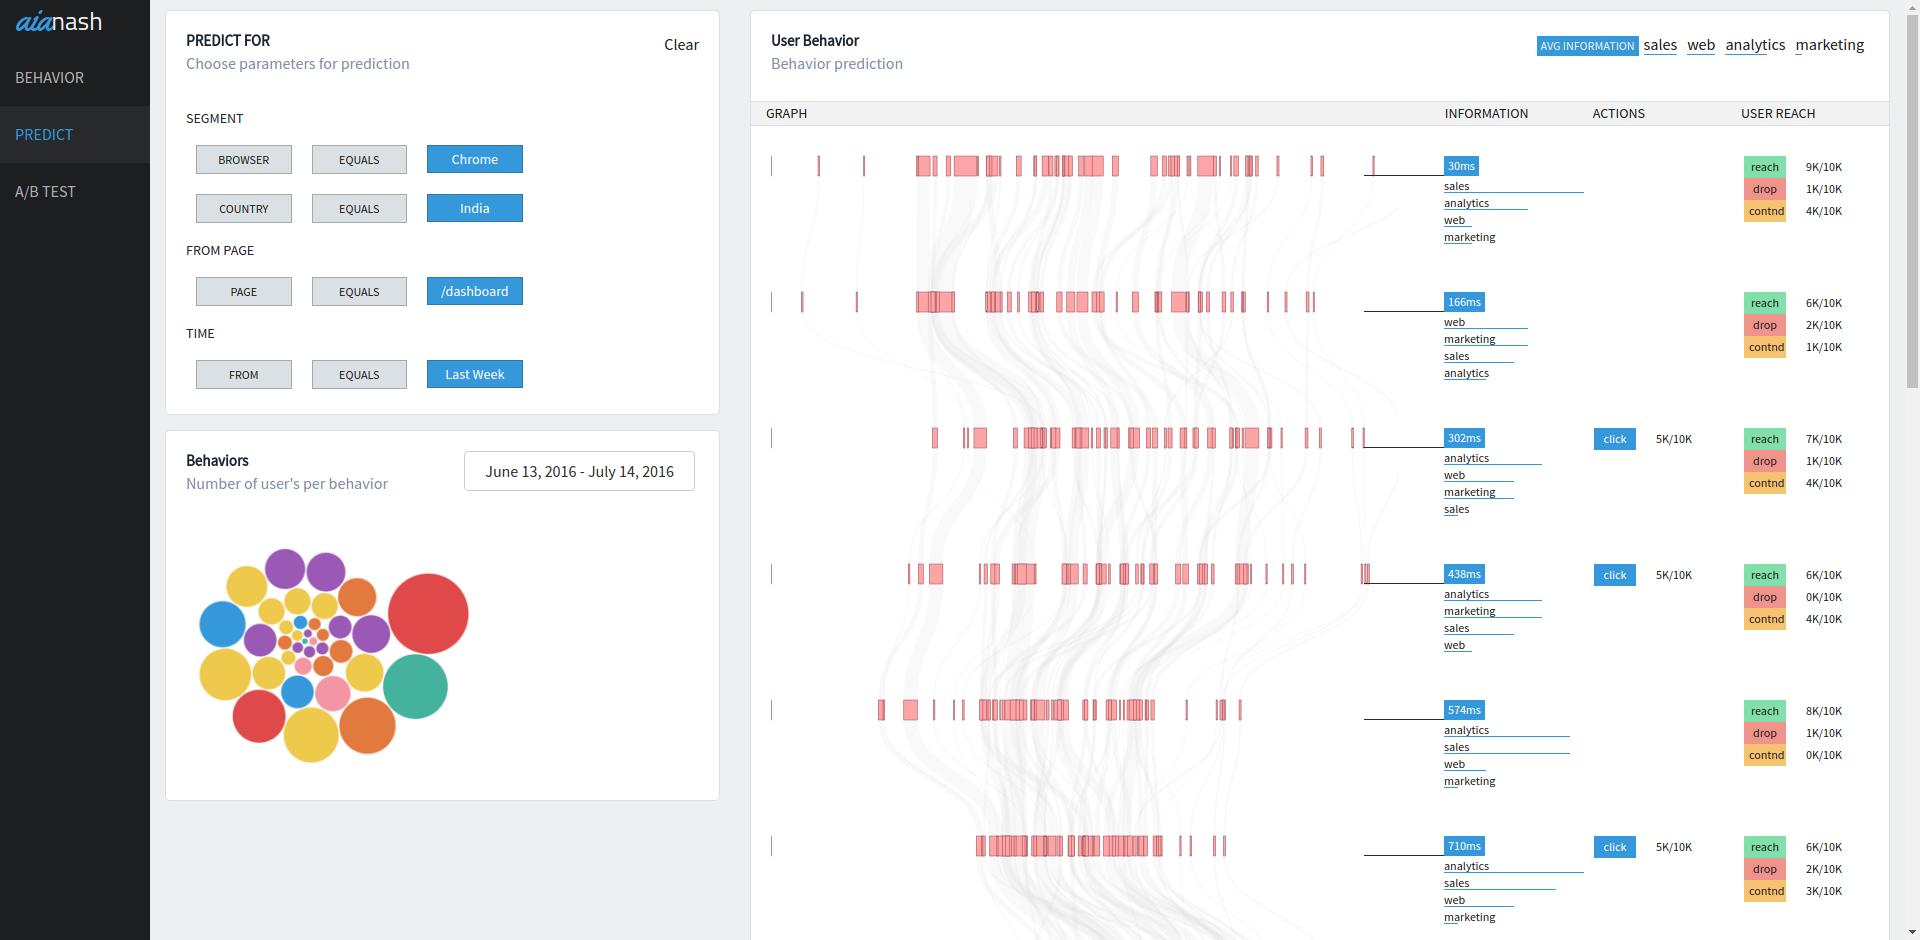 aianash
BEHAVIOR
PREDICT
A/B TEST
PREDICT FOR
Clear
Choose parameters for prediction
SEGMENT
BROWSER EQUALS Chrome
COUNTRY EQUALS India
FROM PAGE
PAGE EQUALS /dashboard
TIME
FROM EQUALS Last Week
Behaviors
Number of user's per behavior
June 13, 2016 - July 14, 2016
User Behavior
Behavior prediction
AVG INFORMATION sales web analytics marketing
GRAPH INFORMATION ACTIONS USER REACH
30ms
sales
analytics
web
marketing
reach 9K/10K
drop 1K/10K
contnd 4K/10K
166ms
web
marketing
sales
analytics
reach 6K/10K
drop 2K/10K
contnd 1K/10K
302ms
analytics
web
marketing
sales
click 5K/10K
reach 7K/10K
drop 1K/10K
contnd 4K/10K
438ms
analytics
marketing
sales
web
click 5K/10K
reach 6K/10K
drop 0K/10K
contnd 4K/10K
574ms
analytics
sales
web
marketing
reach 8K/10K
drop 1K/10K
contnd 0K/10K
710ms
analytics
sales
web
marketing
click 5K/10K
reach 6K/10K
drop 2K/10K
contnd 3K/10K